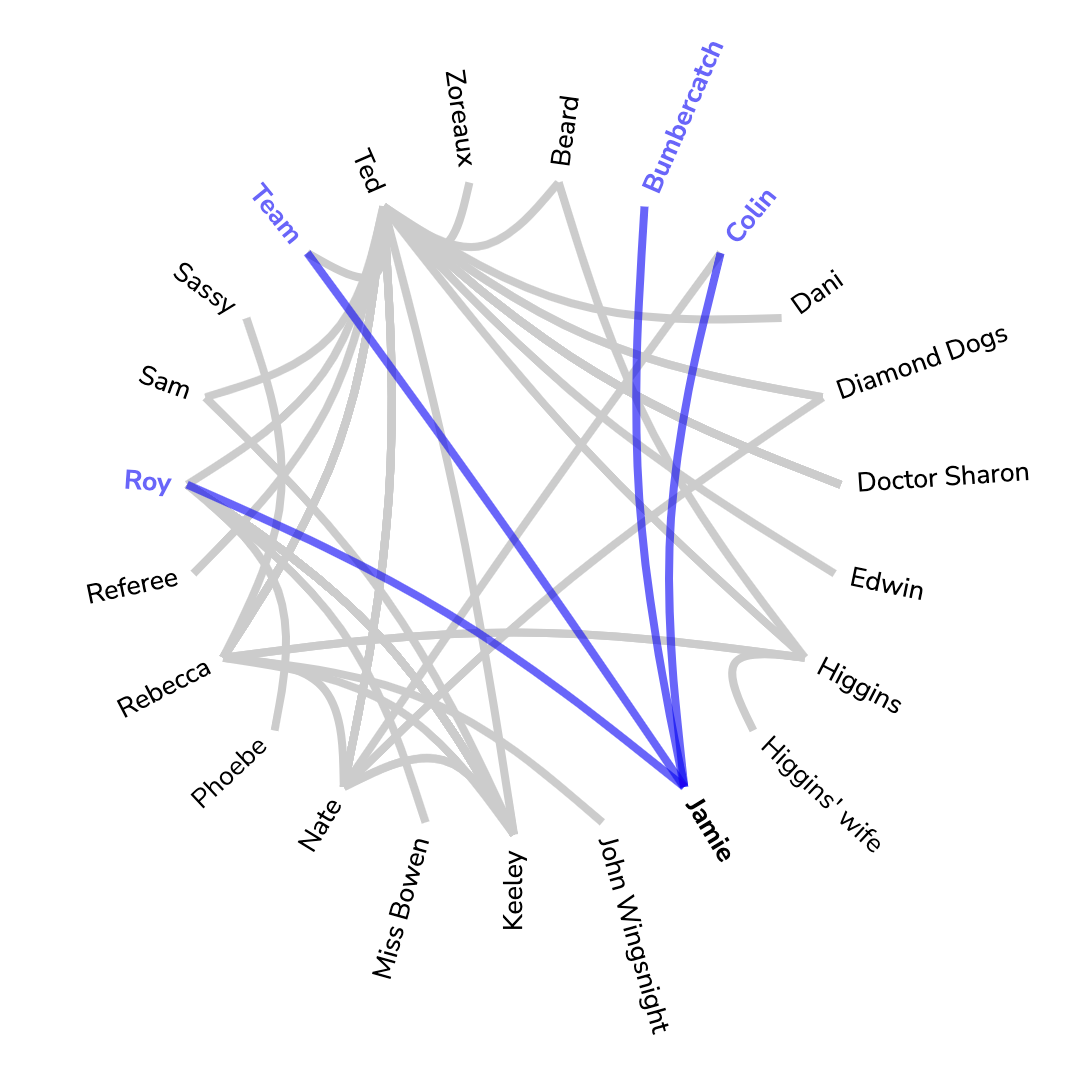 Zoreaux
Beard
Bumbercatch
Colin
Dani
Diamond Dogs
Doctor Sharon
Edwin
Higgins
Higgins' wife
Jamie
John Wingsnight
Keeley
Miss Bowen
Nate
Phoebe
Rebecca
Referee
Roy
Sam
Sassy
Team
Ted